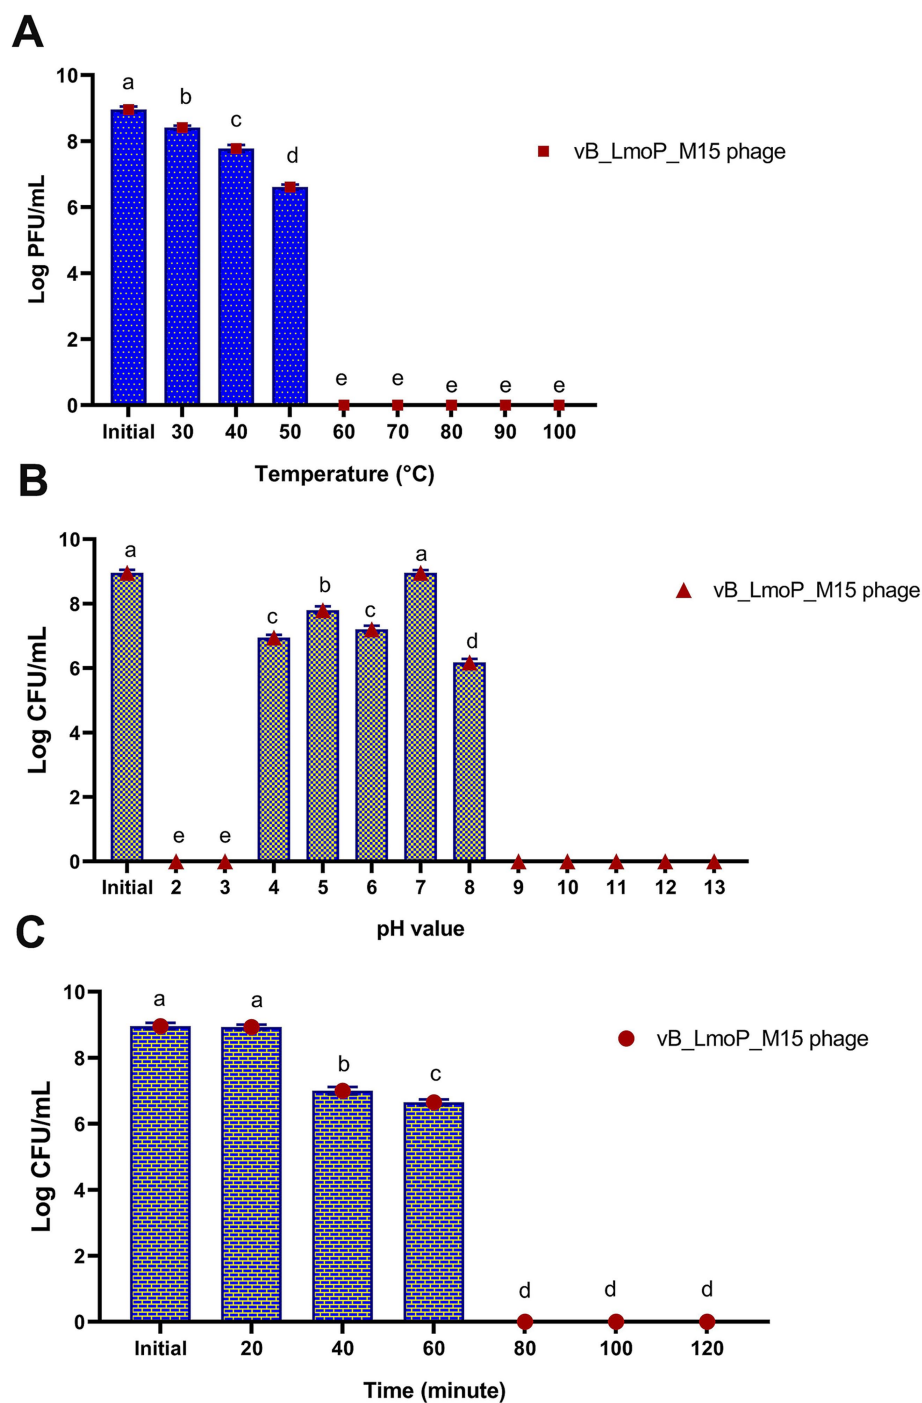 A
10
8
6
4
2
0
Log PFU/mL
a
b
c
d
e e e e e
vB_LmoP_M15 phage
Initial 30 40 50 60 70 80 90 100
Temperature (°C)
B
10
8
6
4
2
0
Log CFU/mL
a
e e
c
b
c
a
d
vB_LmoP_M15 phage
Initial 2 3 4 5 6 7 8 9 10 11 12 13
pH value
C
10
8
6
4
2
0
Log CFU/mL
a a
b
c
d d d
vB_LmoP_M15 phage
Initial 20 40 60 80 100 120
Time (minute)